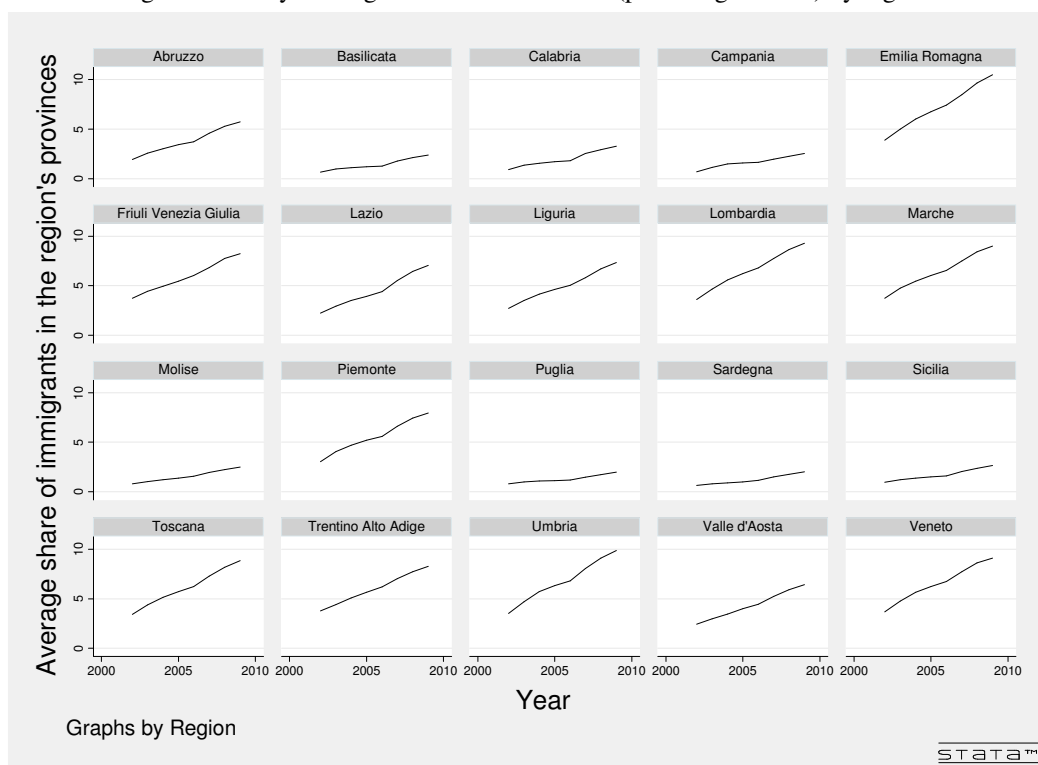 Average share of immigrants in the region's provinces
Abruzzo Basilicata Calabria Campania Emilia Romagna
10
5
0
Friuli Venezia Giulia Lazio Liguria Lombardia Marche
10
5
0
Molise Piemonte Puglia Sardegna Sicilia
10
5
0
Toscana Trentino Alto Adige Umbria Valle d'Aosta Veneto
10
5
0
2000 2005 2010 2000 2005 2010 2000 2005 2010 2000 2005 2010 2000 2005 2010
Year
Graphs by Region
STATA™